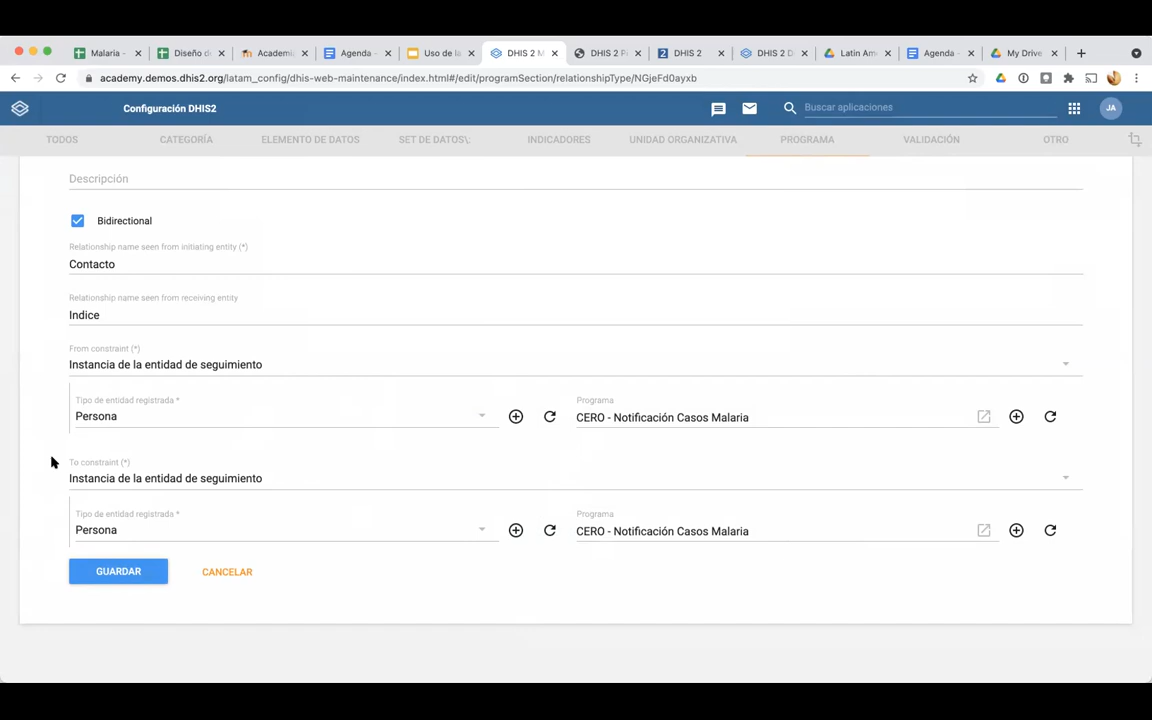 Malaria -
Diseño de
Academi
Agenda -
Uso de la
DHIS 2 M
DHIS 2 P
DHIS 2
DHIS 2 D
Latin Am
Agenda -
My Drive
academy.demos.dhis2.org/latam_config/dhis-web-maintenance/index.html#/edit/programSection/relationshipType/NGjeFd0ayxb
Configuración DHIS2
Buscar aplicaciones
JA
TODOS
CATEGORÍA
ELEMENTO DE DATOS
SET DE DATOS\;
INDICADORES
UNIDAD ORGANIZATIVA
PROGRAMA
VALIDACIÓN
OTRO
Descripción
Bidirectional
Relationship name seen from initiating entity (*)
Contacto
Relationship name seen from receiving entity
Indice
From constraint (*)
Instancia de la entidad de seguimiento
Tipo de entidad registrada *
Programa
Persona
CERO - Notificación Casos Malaria
To constraint (*)
Instancia de la entidad de seguimiento
Tipo de entidad registrada *
Programa
Persona
CERO - Notificación Casos Malaria
GUARDAR
CANCELAR